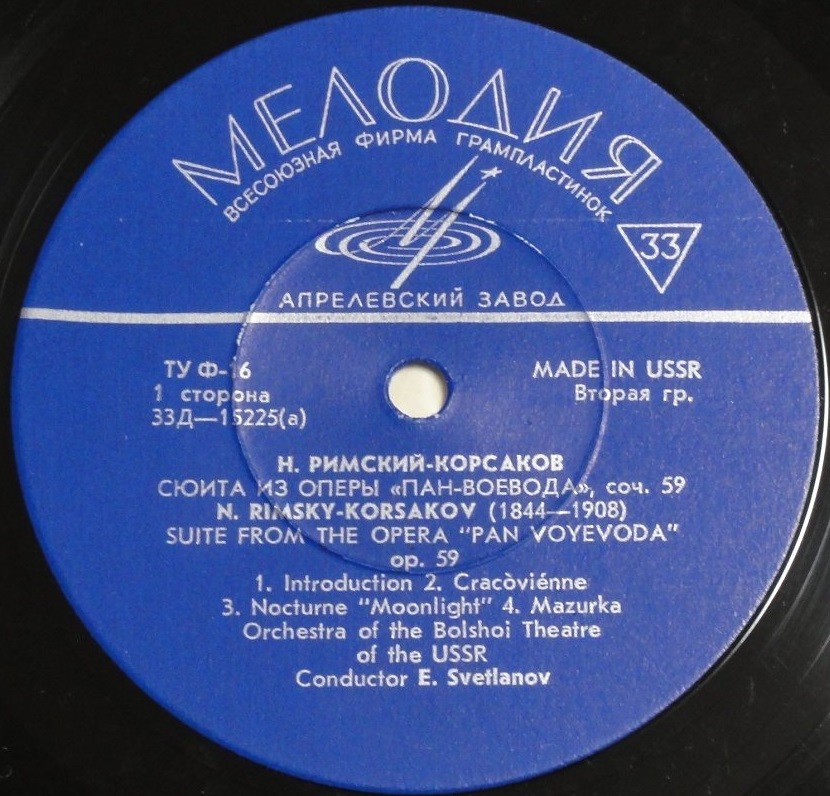 МЕЛОДИЯ
ВСЕСОЮЗНАЯ ФИРМА ГРАМПЛАСТИНОК
33
АПРЕЛЕВСКИЙ ЗАВОД
ТУ Ф-16
MADE IN USSR
1 сторона
Вторая гр.
33Д—15225(а)
Н. РИМСКИЙ-КОРСАКОВ
СЮИТА ИЗ ОПЕРЫ «ПАН-ВОЕВОДА», соч. 59
N. RIMSKY-KORSAKOV (1844—1908)
SUITE FROM THE OPERA "PAN VOYEVODA"
op. 59
1. Introduction 2. Cracòviénne
3. Nocturne "Moonlight" 4. Mazurka
Orchestra of the Bolshoi Theatre
of the USSR
Conductor E. Svetlanov